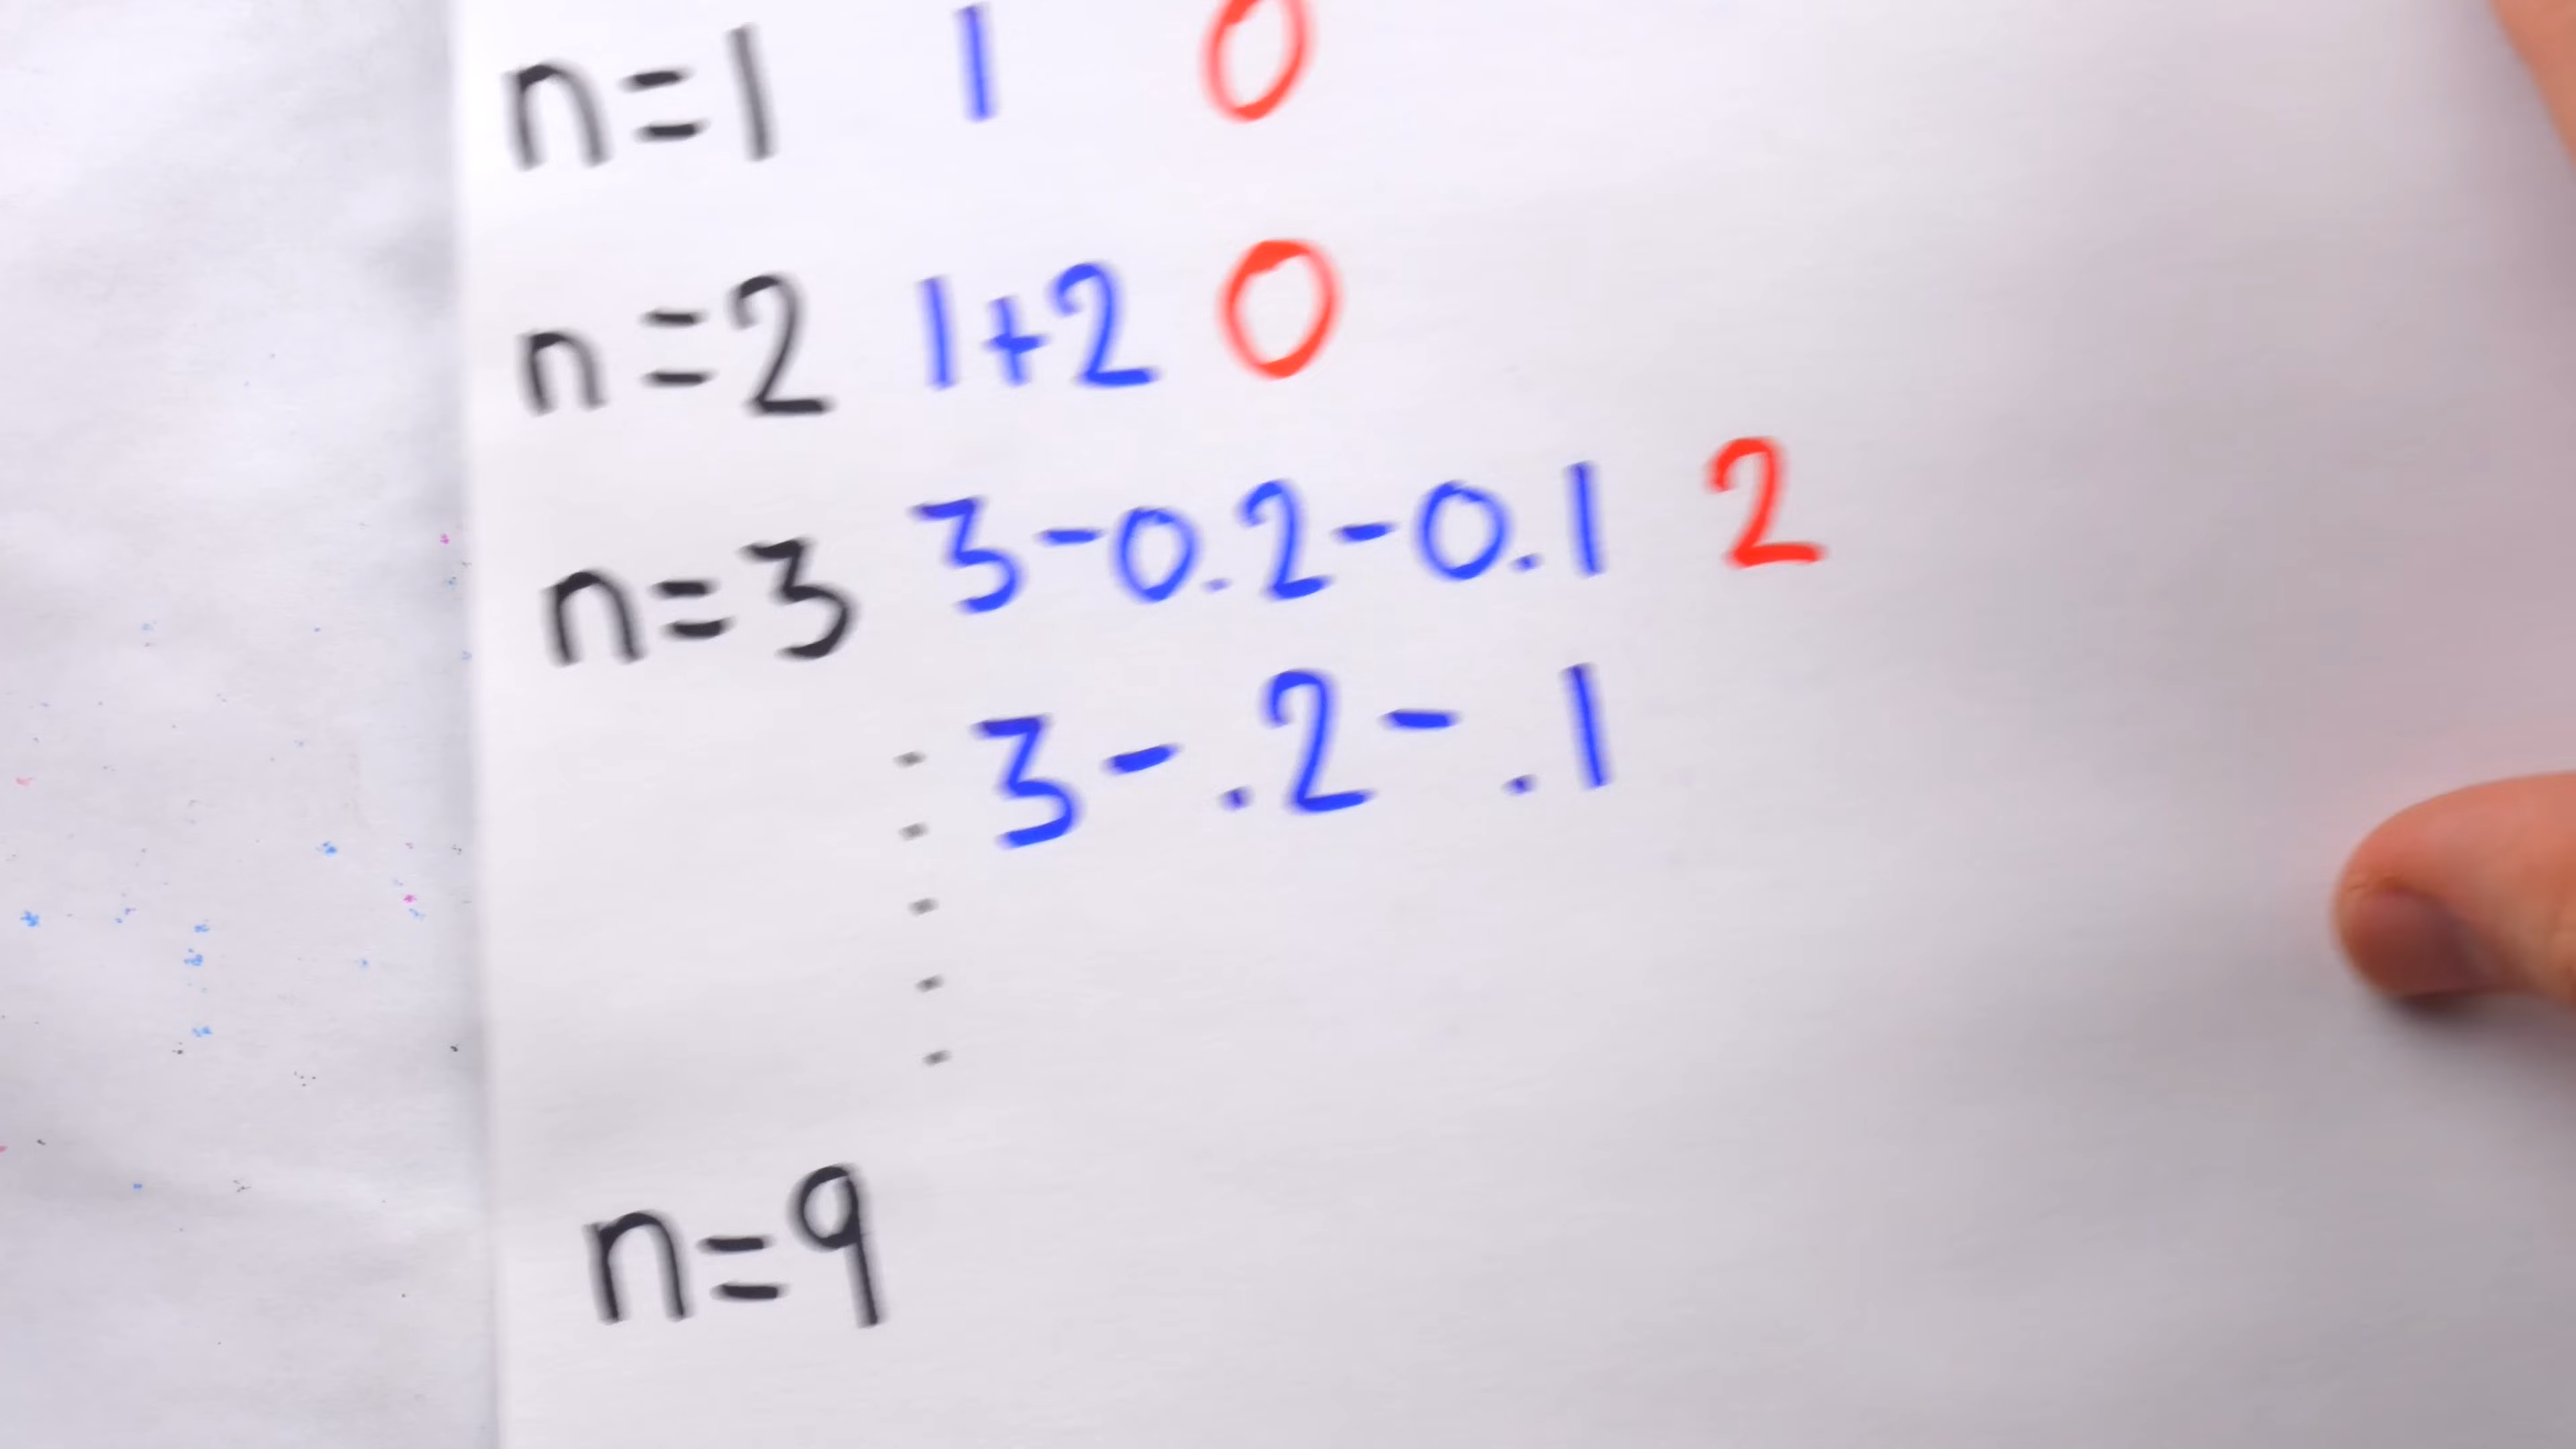 n=1 1 0
n=2 1+2 0
n=3 3-0.2-0.1 2
3-.2-.1
n=9